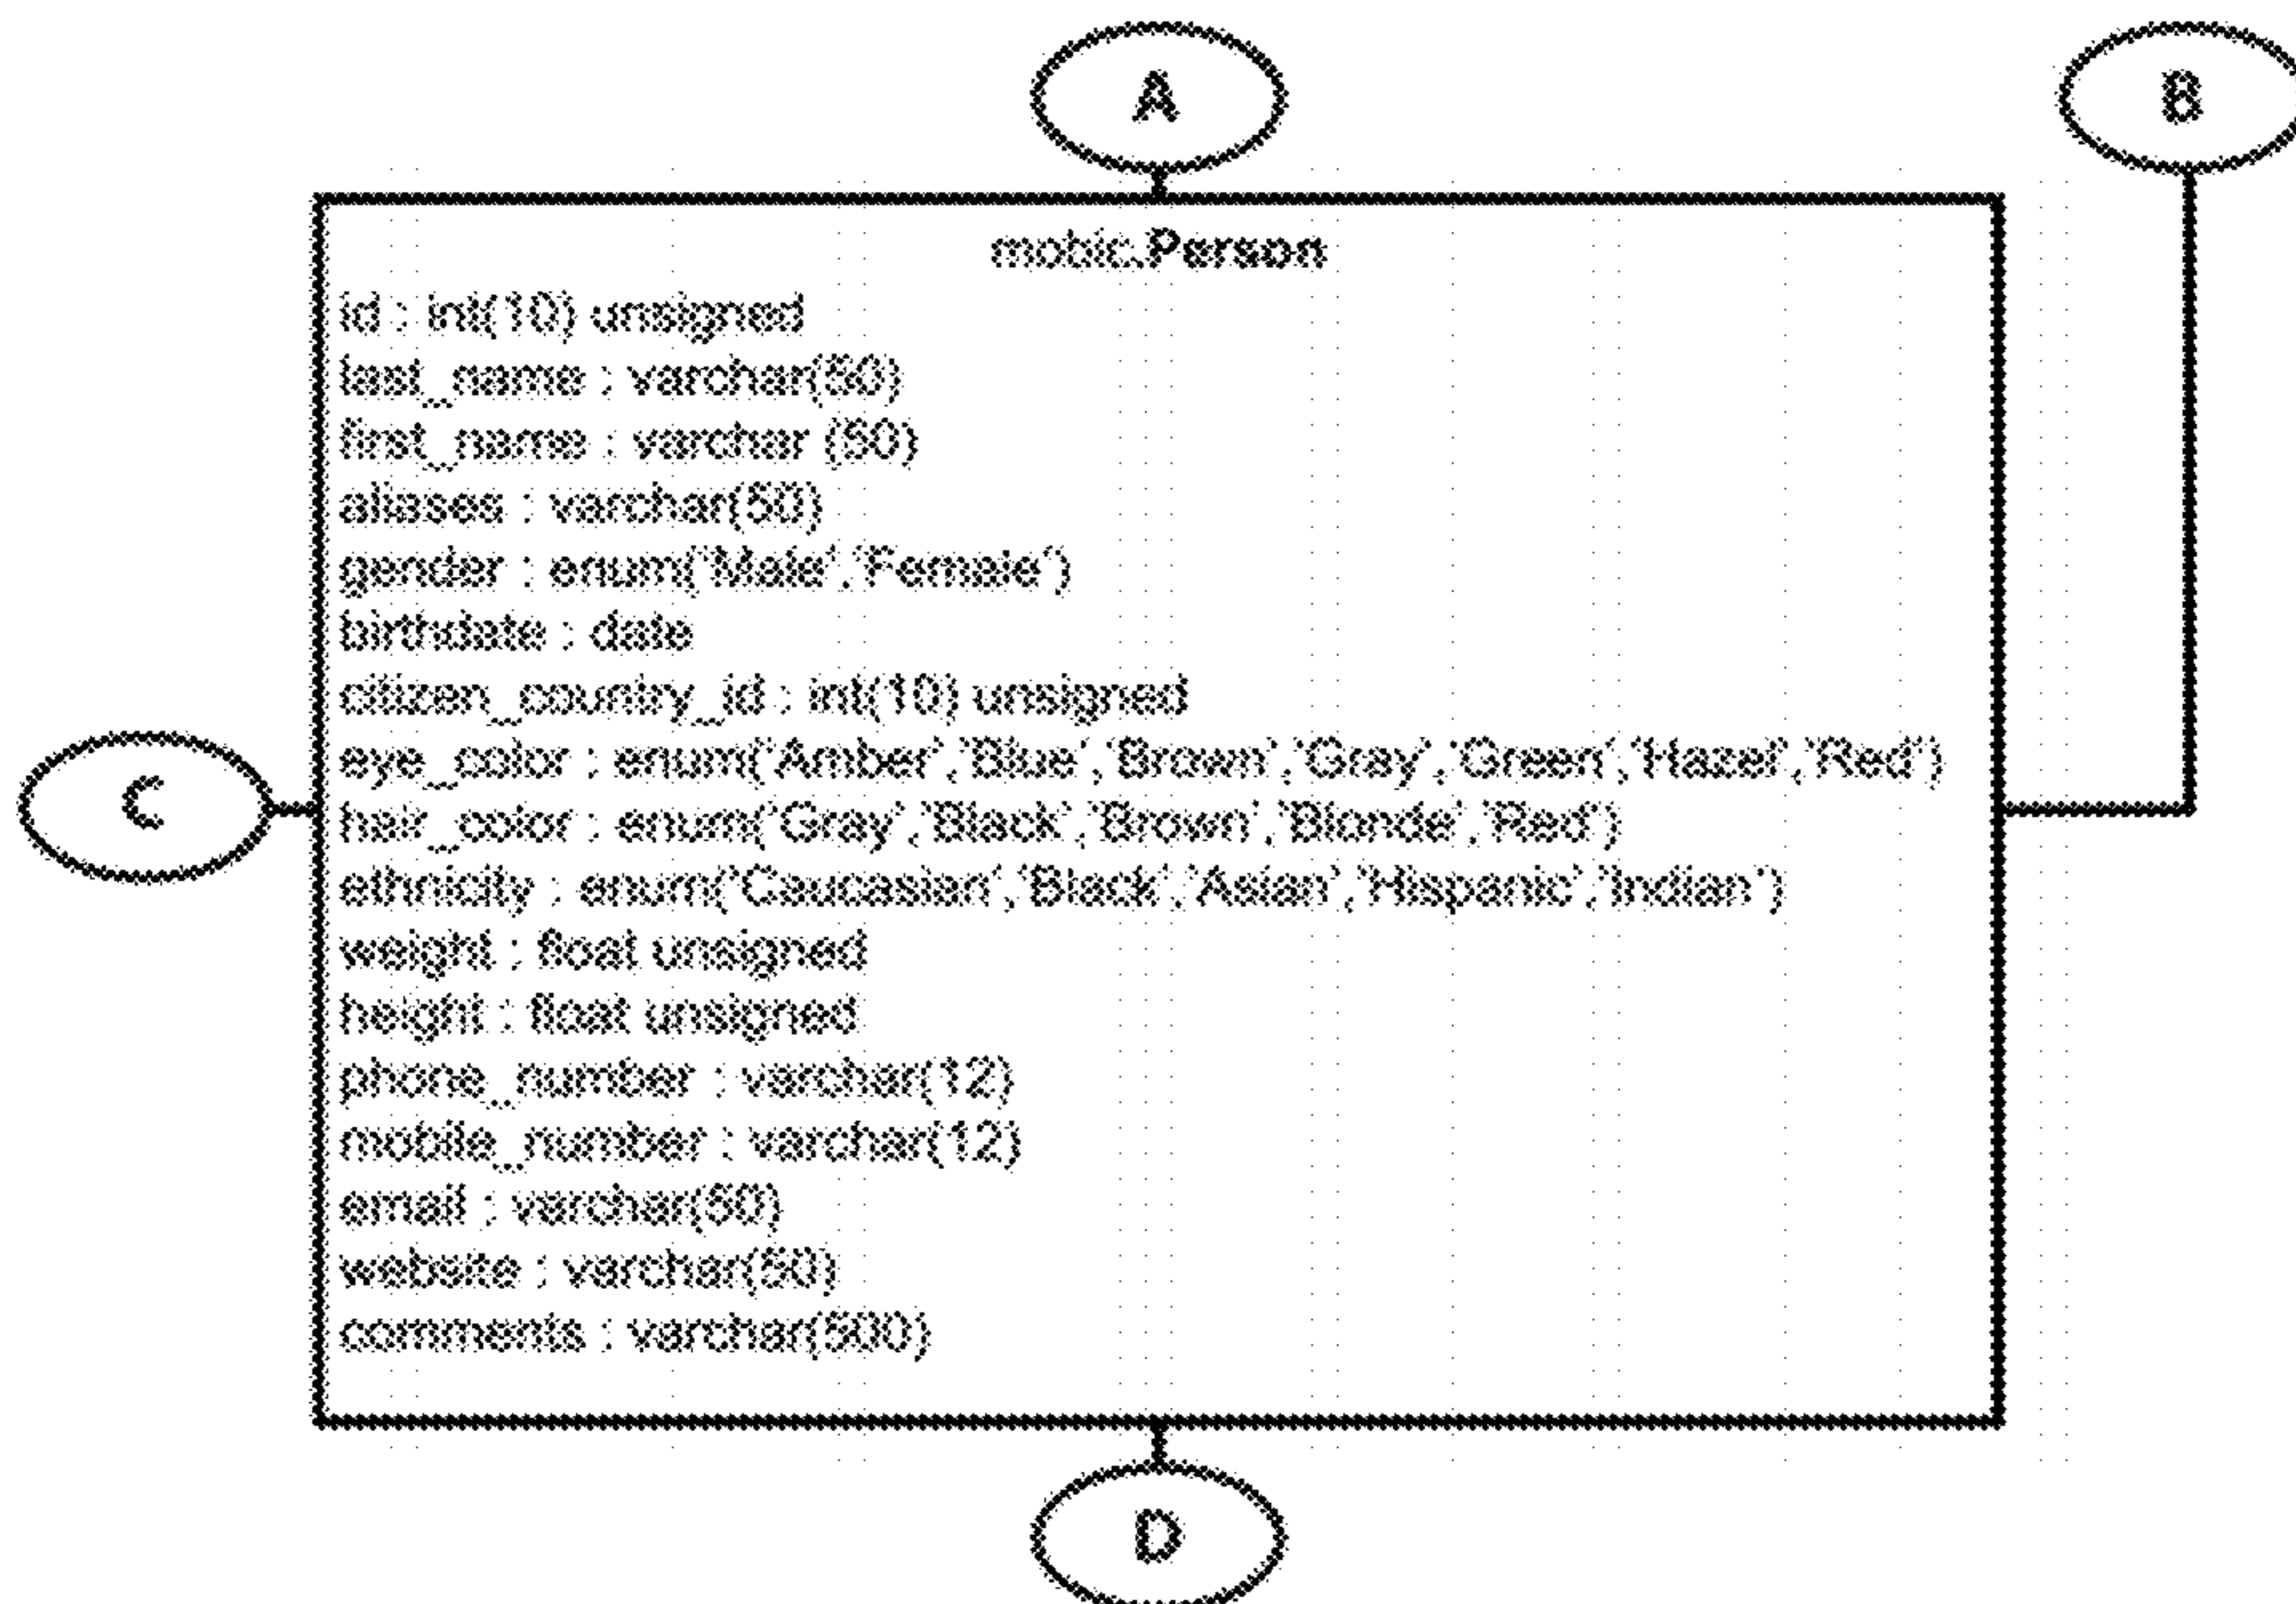 A
B
mobic.Person
id : int(10) unsigned
last_name : varchar(50)
first_name : varchar (50)
aliases : varchar(50)
gender : enum('Male','Female')
birthdate : date
citizen_country_id : int(10) unsigned
eye_color : enum('Amber','Blue','Brown','Gray','Green','Hazel','Red')
hair_color : enum('Gray','Black','Brown','Blonde','Red')
ethnicity : enum('Caucasian','Black','Asian','Hispanic','Indian')
weight : float unsigned
height : float unsigned
phone_number : varchar(12)
mobile_number : varchar(12)
email : varchar(50)
website : varchar(50)
comments : varchar(500)
C
D